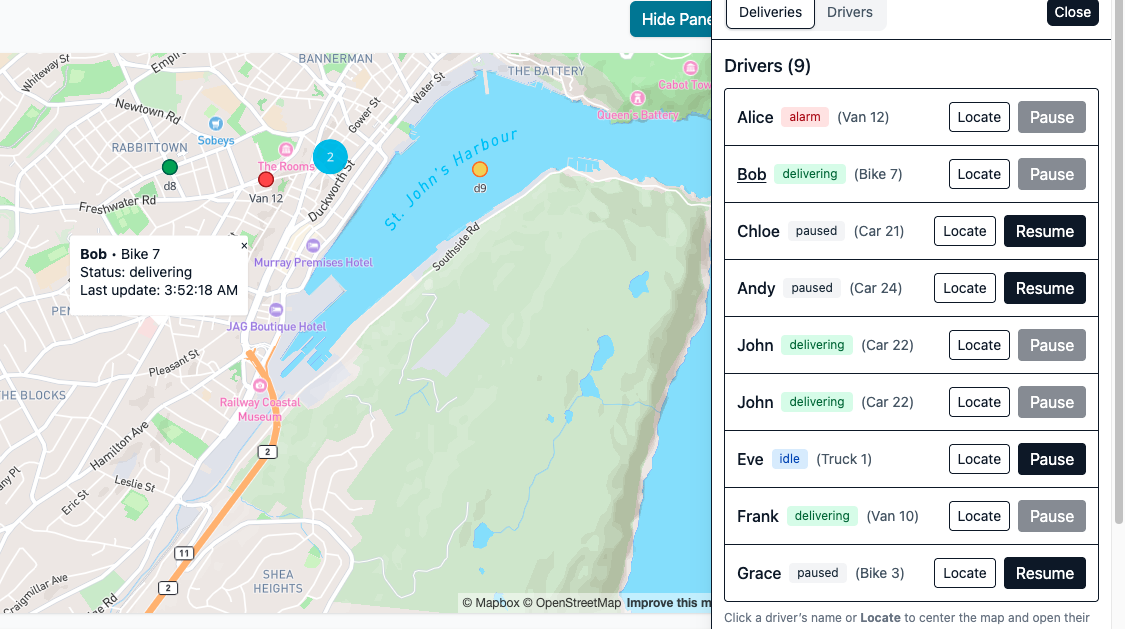 Hide Pane
Deliveries
Drivers
Close
BANNERMAN
Whiteway St
Empi
Water St
THE BATTERY
Cabot Tow
Newtown Rd
Gower St
Queen's Battery
Sobeys
RABBITTOWN
The Rooms
2
St. John's Harbour
d8
Van 12
d9
Duckworth St
Freshwater Rd
Southside Rd
×
Bob • Bike 7
Status: delivering
Last update: 3:52:18 AM
Murray Premises Hotel
PEN
JAG Boutique Hotel
Pleasant St
THE BLOCKS
Railway Coastal
Museum
Hamilton Ave
2
Leslie St
ny Pl
Eric St
11
SHEA
HEIGHTS
2
Craigmillar Ave
e Rd
© Mapbox © OpenStreetMap Improve this m
Drivers (9)
Alice alarm (Van 12) Locate Pause
Bob delivering (Bike 7) Locate Pause
Chloe paused (Car 21) Locate Resume
Andy paused (Car 24) Locate Resume
John delivering (Car 22) Locate Pause
John delivering (Car 22) Locate Pause
Eve idle (Truck 1) Locate Pause
Frank delivering (Van 10) Locate Pause
Grace paused (Bike 3) Locate Resume
Click a driver's name or Locate to center the map and open their